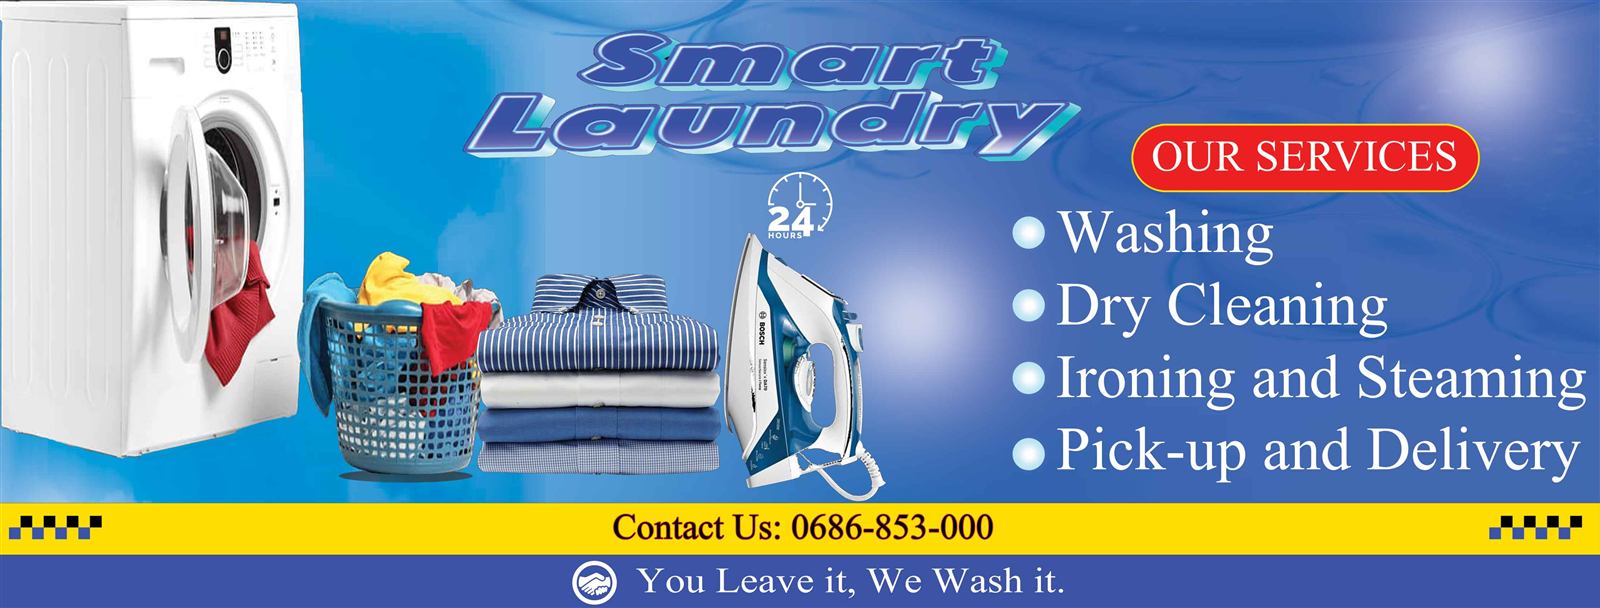 Smart
Laundry
OUR SERVICES
24
HOURS
Washing
Dry Cleaning
Ironing and Steaming
Pick-up and Delivery
BOSCH
Contact Us: 0686-853-000
You Leave it, We Wash it.